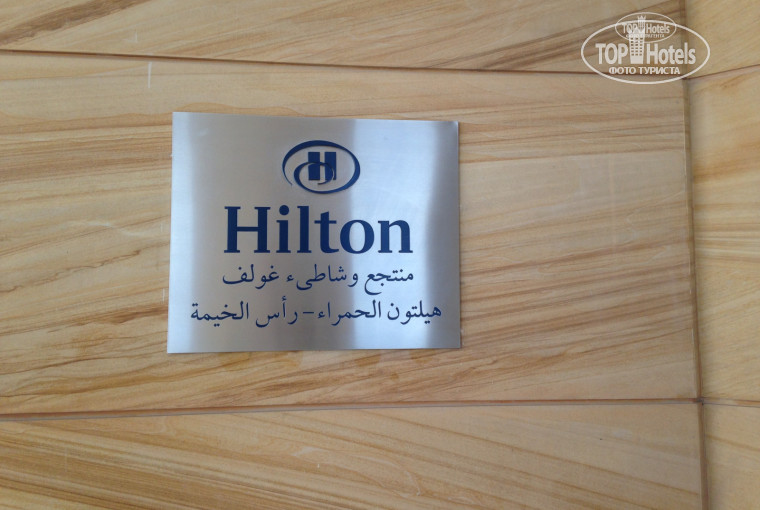 Hilton
منتجع وشاطىء غولف
هيلتون الحمراء - رأس الخيمة
TOP Hotels
ФОТО ТУРИСТА